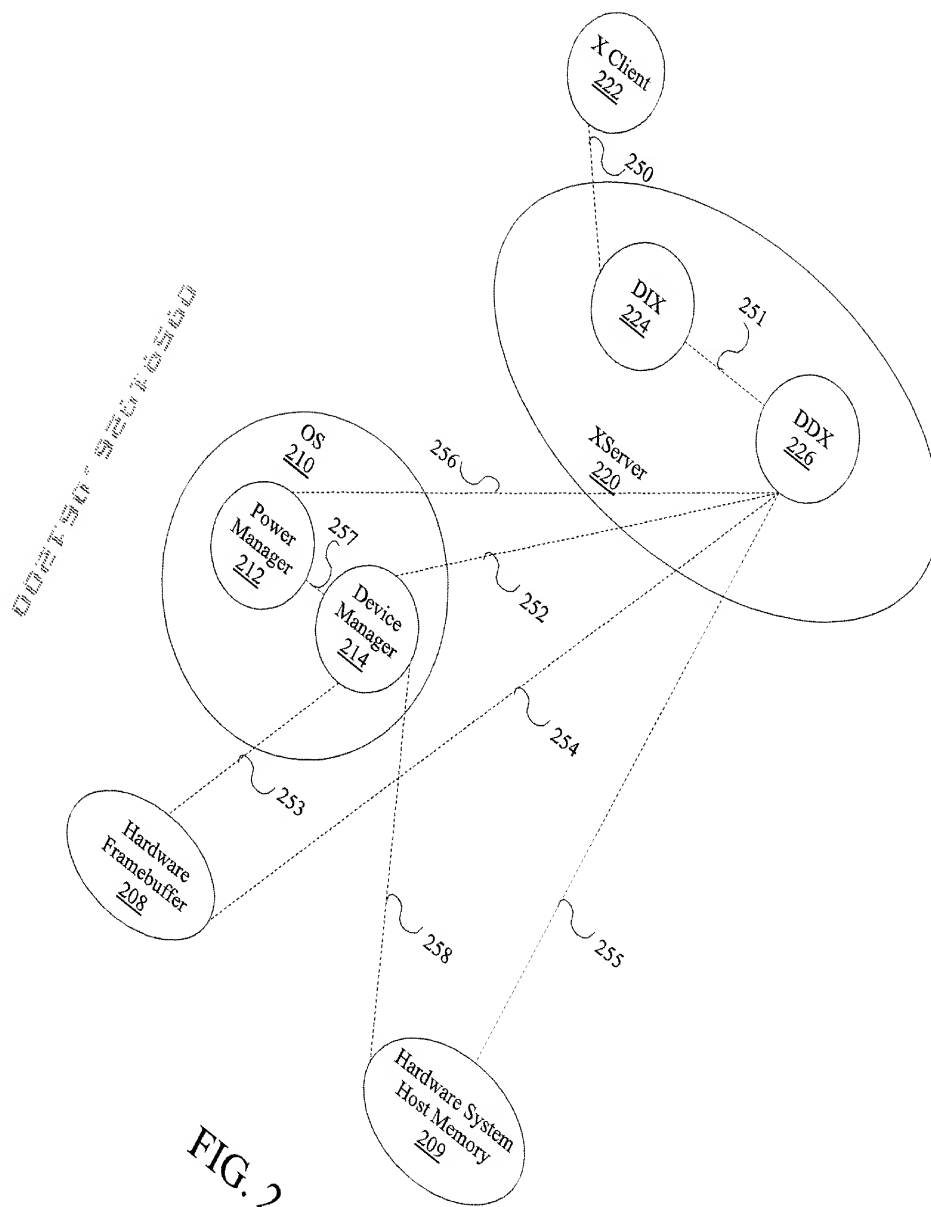 X Client
222
250
DIX
224
251
DDX
226
XServer
220
OS
210
256
Power
Manager
212
257
Device
Manager
214
252
254
253
Hardware
Framebuffer
208
258
255
Hardware System
Host Memory
209
FIG. 2